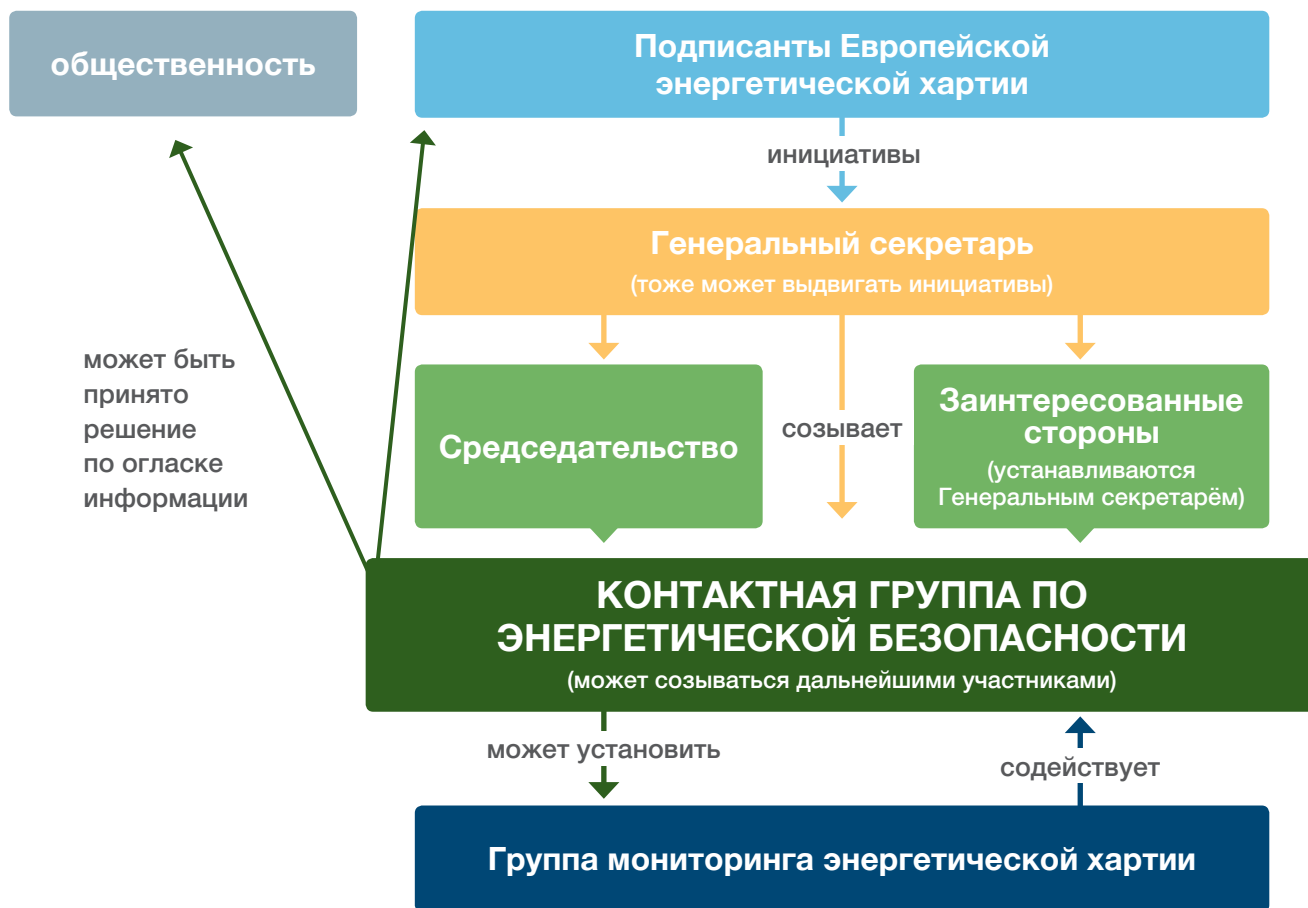 общественность
Подписанты Европейской
энергетической хартии
инициативы
Генеральный секретарь
(тоже может выдвигать инициативы)
может быть
принято
решение
по огласке
информации
Средседательство
созывает
Заинтересованные
стороны
(устанавливаются
Генеральным секретарём)
КОНТАКТНАЯ ГРУППА ПО
ЭНЕРГЕТИЧЕСКОЙ БЕЗОПАСНОСТИ
(может созываться дальнейшими участниками)
может установить
содействует
Группа мониторинга энергетической хартии